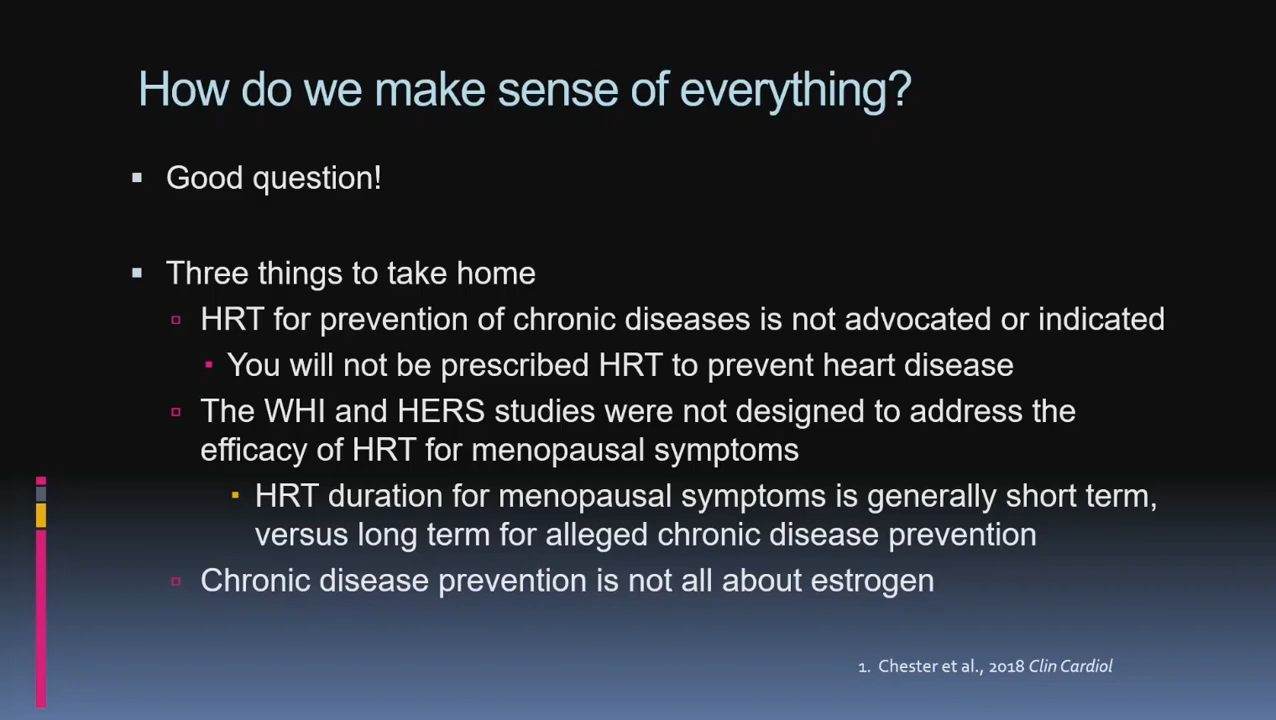 How do we make sense of everything?
Good question!
Three things to take home
HRT for prevention of chronic diseases is not advocated or indicated
You will not be prescribed HRT to prevent heart disease
The WHI and HERS studies were not designed to address the
efficacy of HRT for menopausal symptoms
HRT duration for menopausal symptoms is generally short term,
versus long term for alleged chronic disease prevention
Chronic disease prevention is not all about estrogen
1. Chester et al., 2018 Clin Cardiol